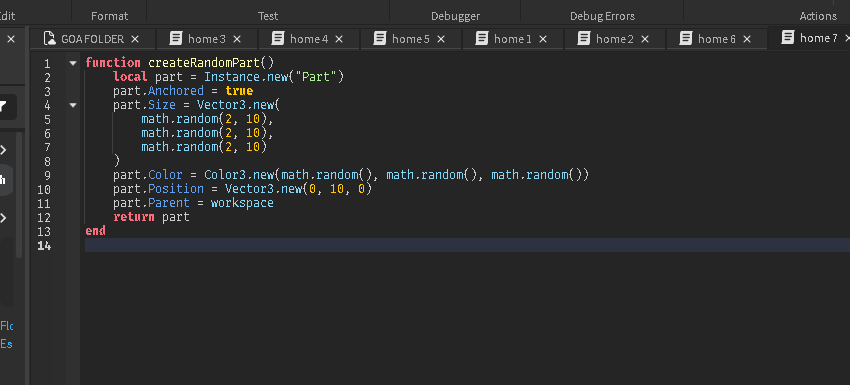 Edit Format Test Debugger Debug Errors Actions
GOAFOLDER home 3 home 4 home 5 home 1 home 2 home 6 home 7
1 function createRandomPart()
2     local part = Instance.new("Part")
3     part.Anchored = true
4     part.Size = Vector3.new(
5         math.random(2, 10),
6         math.random(2, 10),
7         math.random(2, 10)
8     )
9     part.Color = Color3.new(math.random(), math.random(), math.random())
10     part.Position = Vector3.new(0, 10, 0)
11     part.Parent = workspace
12     return part
13 end
14
Es